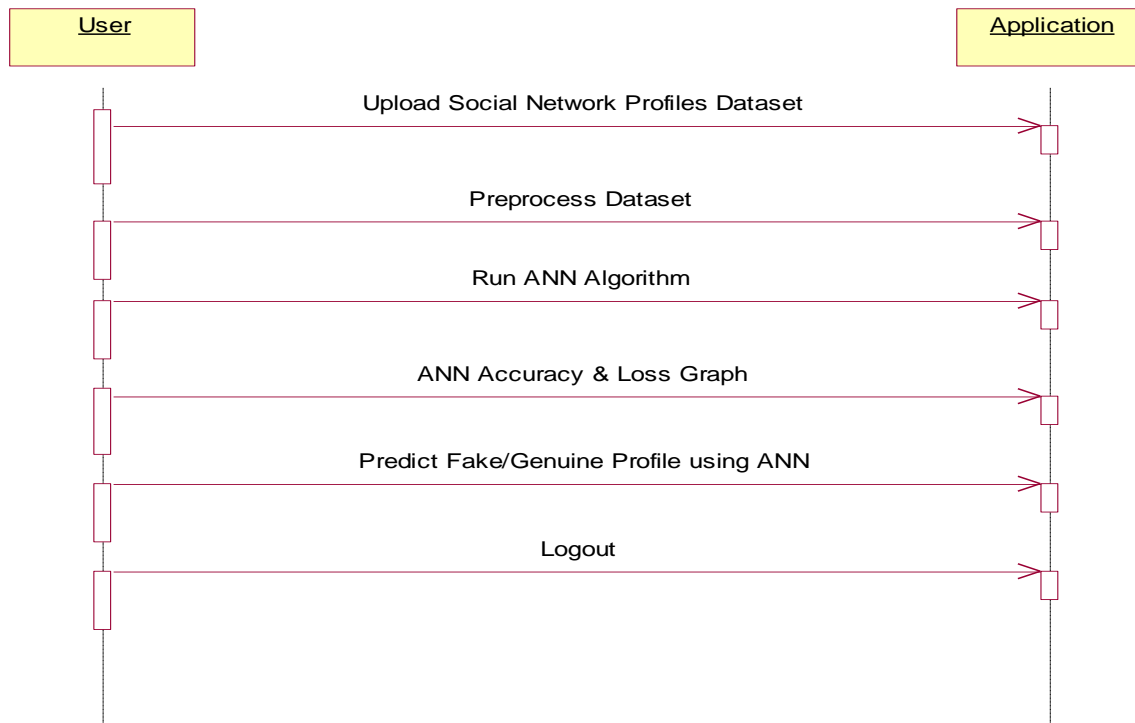 User
Application
Upload Social Network Profiles Dataset
Preprocess Dataset
Run ANN Algorithm
ANN Accuracy & Loss Graph
Predict Fake/Genuine Profile using ANN
Logout